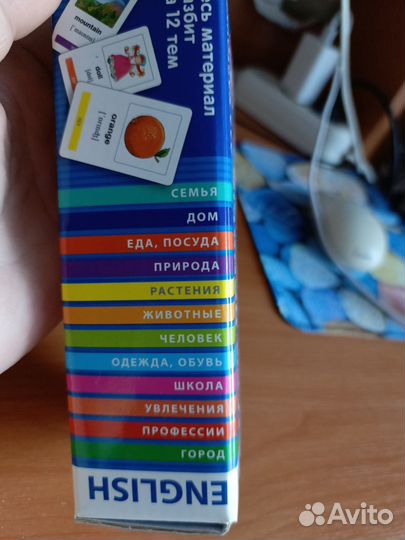 весь материал
разбит
на 12 тем
mountain
doll
orange
СЕМЬЯ
ДОМ
ЕДА, ПОСУДА
ПРИРОДА
РАСТЕНИЯ
ЖИВОТНЫЕ
ЧЕЛОВЕК
ОДЕЖДА, ОБУВЬ
ШКОЛА
УВЛЕЧЕНИЯ
ПРОФЕССИИ
ГОРОД
ENGLISH
Avito